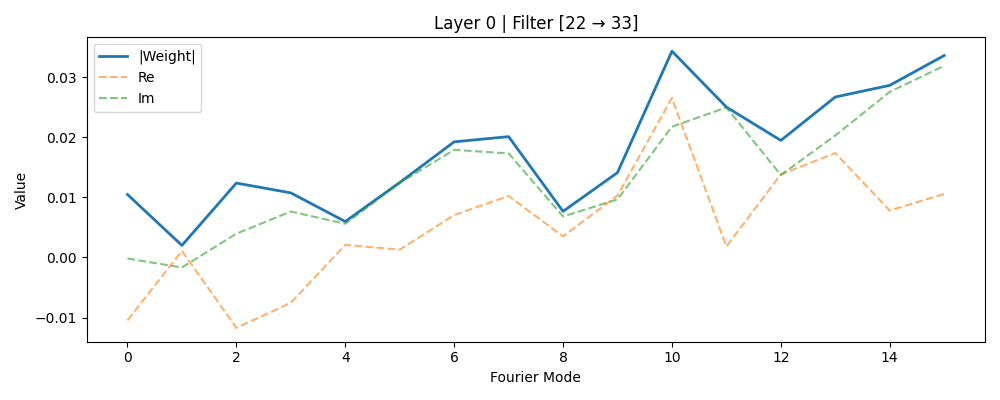 Layer 0 | Filter [22 → 33]
|Weight|
Re
Im
Value
0.03
0.02
0.01
0.00
−0.01
0 2 4 6 8 10 12 14
Fourier Mode